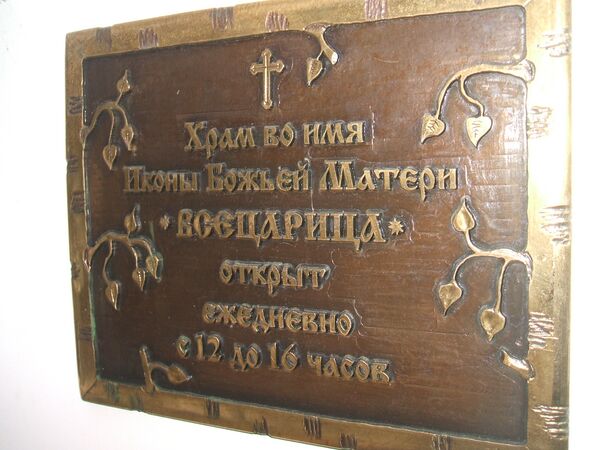 Храм во имя
Иконы Божьей Матери
*ВСЕЦАРИЦА*
открыт
ежедневно
с 12 до 16 часов